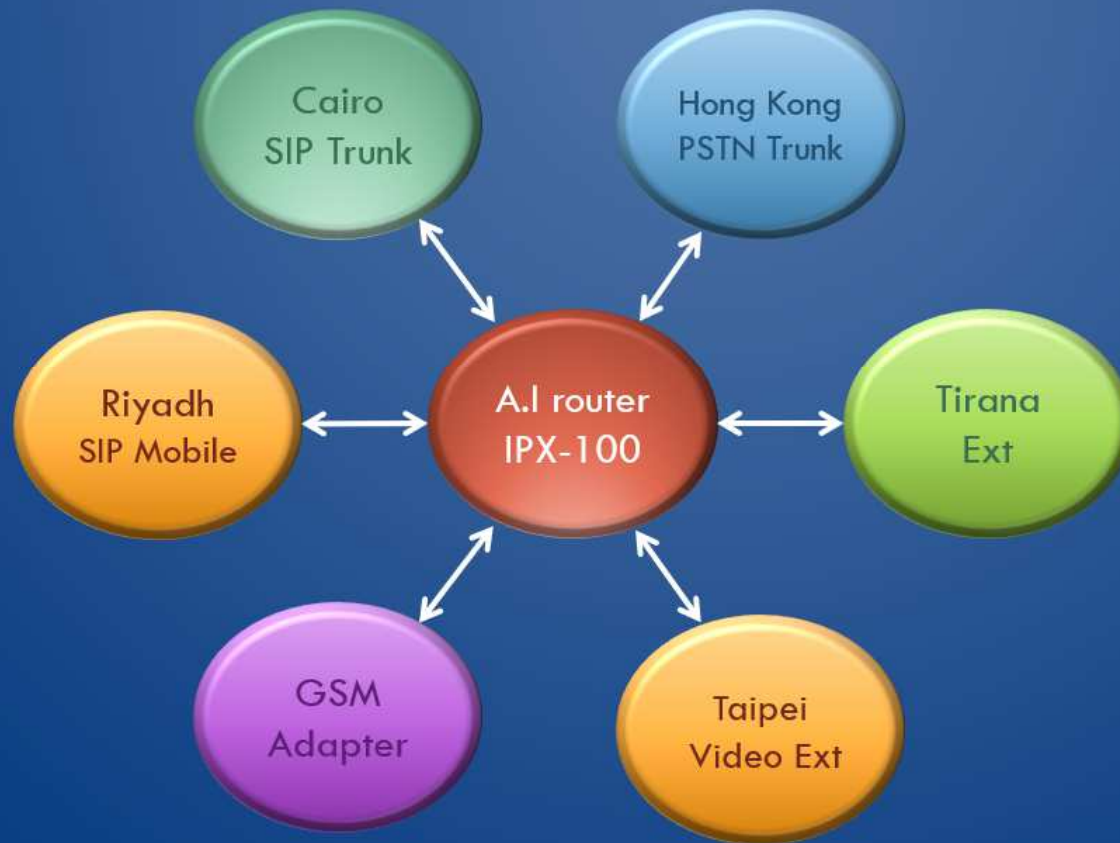 Cairo
SIP Trunk
Hong Kong
PSTN Trunk
Riyadh
SIP Mobile
A.I router
IPX-100
Tirana
Ext
GSM
Adapter
Taipei
Video Ext